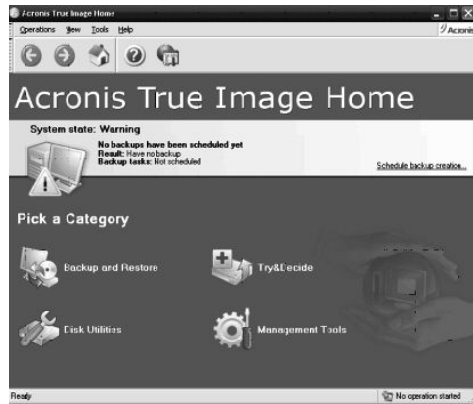 Acronis True Image Home
Operations View Tools Help
Acronis
Acronis True Image Home
System state: Warning
No backups have been scheduled yet
Result: Have no backup
Backup tasks: Not scheduled
Schedule backup creation...
Pick a Category
Backup and Restore
Try&Decide
Disk Utilities
Management Tools
Ready
No operation started